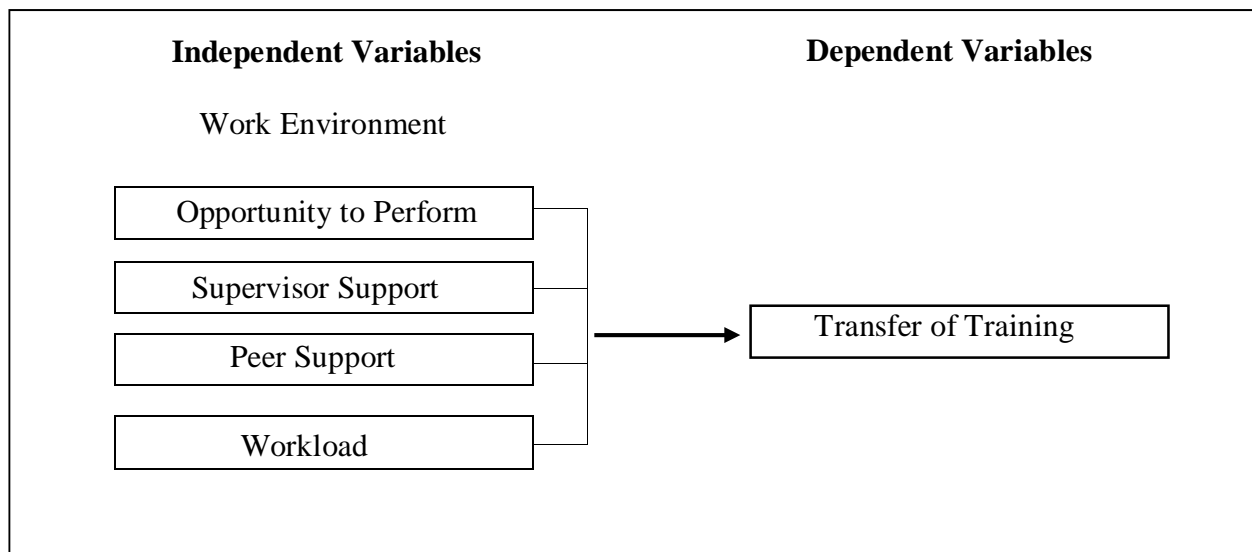 Independent Variables
Dependent Variables
Work Environment
Opportunity to Perform
Supervisor Support
Peer Support
Workload
Transfer of Training